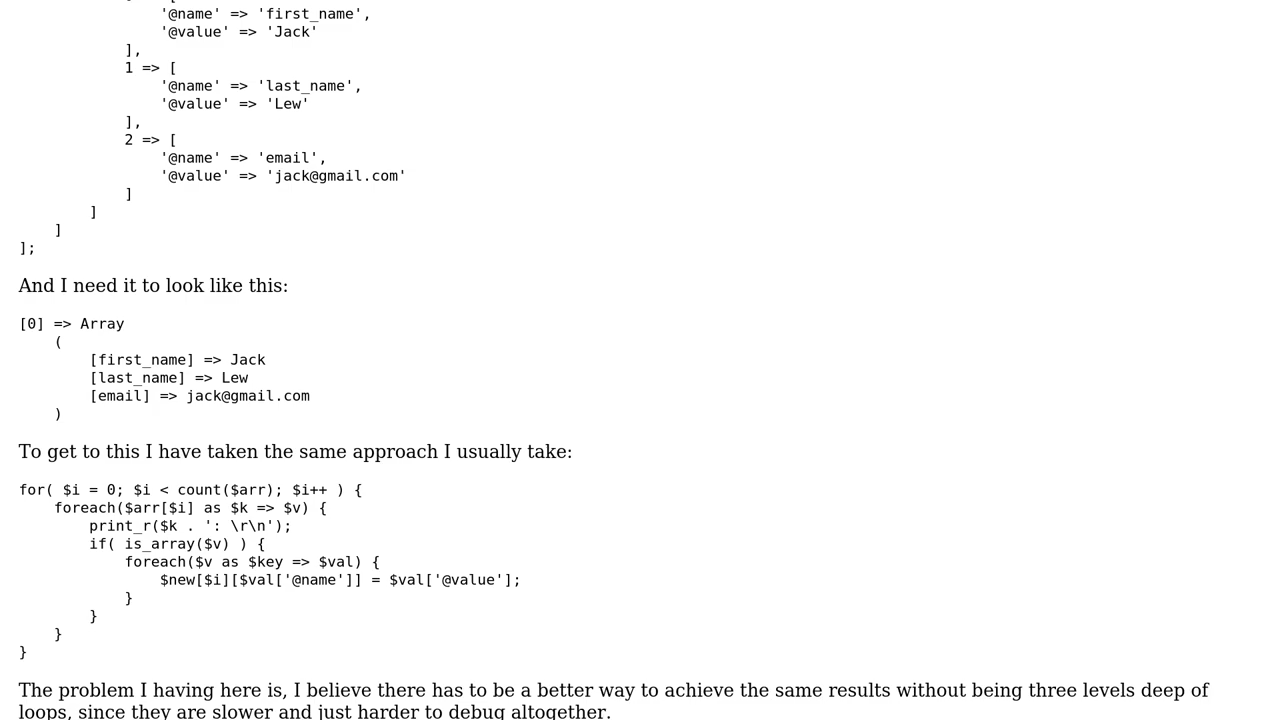 '@name' => 'first_name',
'@value' => 'Jack'
],
1 => [
'@name' => 'last_name',
'@value' => 'Lew'
],
2 => [
'@name' => 'email',
'@value' => 'jack@gmail.com'
]
]
]
];
And I need it to look like this:
[0] => Array
(
[first_name] => Jack
[last_name] => Lew
[email] => jack@gmail.com
)
To get to this I have taken the same approach I usually take:
for( $i = 0; $i < count($arr); $i++ ) {
foreach($arr[$i] as $k => $v) {
print_r($k . ': \r\n');
if( is_array($v) ) {
foreach($v as $key => $val) {
$new[$i][$val['@name']] = $val['@value'];
}
}
}
}
The problem I having here is, I believe there has to be a better way to achieve the same results without being three levels deep of
loops, since they are slower and just harder to debug altogether.